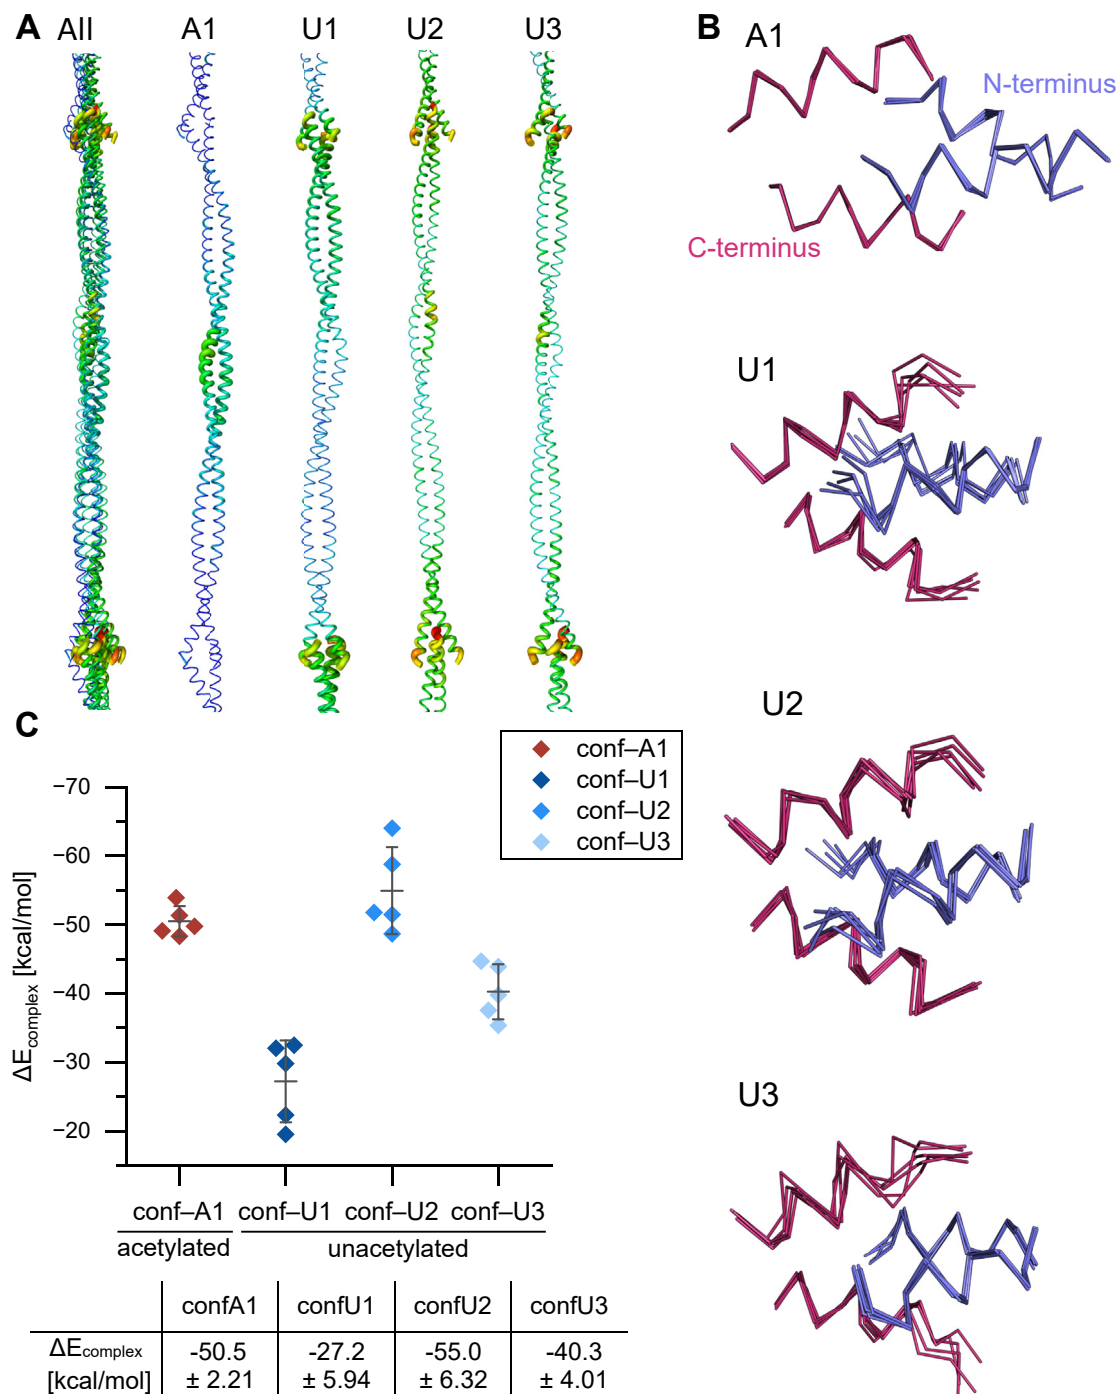 A
All
A1
U1
U2
U3
B
A1
N-terminus
C-terminus
U1
U2
U3
C
conf–A1
conf–U1
conf–U2
conf–U3
ΔEcomplex [kcal/mol]
−70
−60
−50
−40
−30
−20
conf–A1 conf–U1 conf–U2 conf–U3
acetylated unacetylated
confA1 confU1 confU2 confU3
ΔEcomplex -50.5 -27.2 -55.0 -40.3
[kcal/mol] ± 2.21 ± 5.94 ± 6.32 ± 4.01